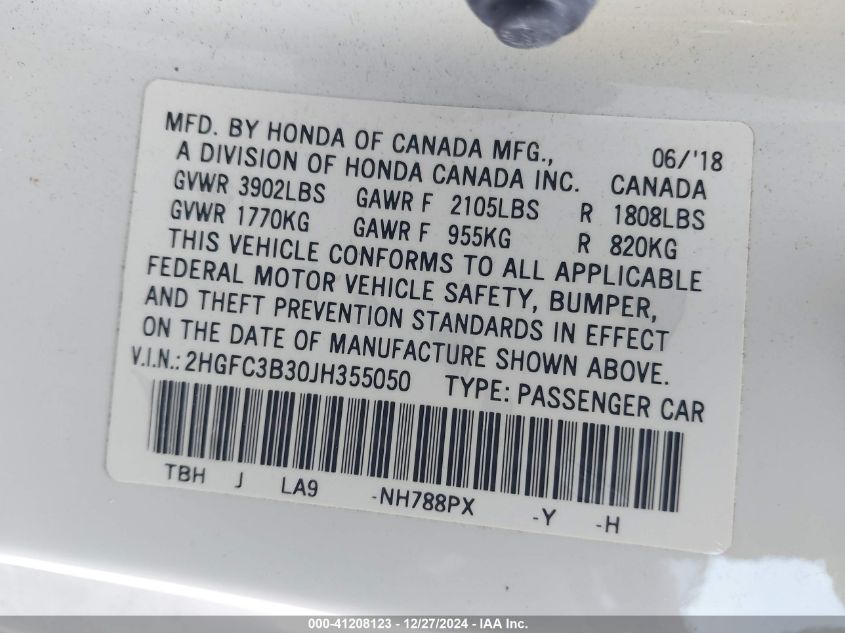 MFD. BY HONDA OF CANADA MFG., 06/'18
A DIVISION OF HONDA CANADA INC. CANADA
GVWR 3902LBS GAWR F 2105LBS R 1808LBS
GVWR 1770KG GAWR F 955KG R 820KG
THIS VEHICLE CONFORMS TO ALL APPLICABLE
FEDERAL MOTOR VEHICLE SAFETY, BUMPER,
AND THEFT PREVENTION STANDARDS IN EFFECT
ON THE DATE OF MANUFACTURE SHOWN ABOVE.
V.I.N.: 2HGFC3B30JH355050 TYPE: PASSENGER CAR
TBH J LA9 -NH788PX -Y -H
000-41208123 - 12/27/2024 - IAA Inc.